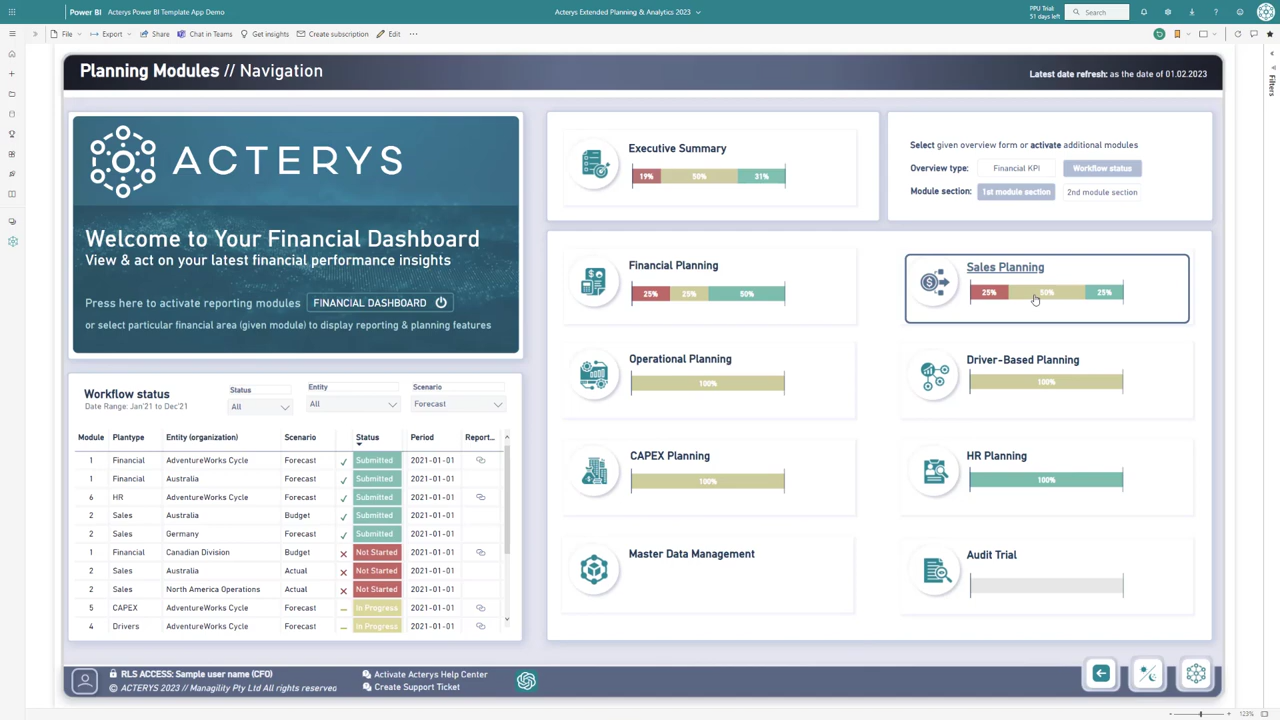 Power BI Acterys Power BI Template App Demo
Acterys Extended Planning & Analytics 2023
PPU Trial
51 days left
Search
File
Export
Share
Chat in Teams
Get insights
Create subscription
Edit
Filters
Planning Modules // Navigation
Latest date refresh: as the date of 01.02.2023
ACTERYS
Welcome to Your Financial Dashboard
View & act on your latest financial performance insights
Press here to activate reporting modules FINANCIAL DASHBOARD
or select particular financial area (given module) to display reporting & planning features
Executive Summary
19% 50% 31%
Select given overview form or activate additional modules
Overview type: Financial KPI Workflow status
Module section: 1st module section 2nd module section
Financial Planning
25% 25% 50%
Sales Planning
25% 50% 25%
Operational Planning
100%
Driver-Based Planning
100%
CAPEX Planning
100%
HR Planning
100%
Master Data Management
Audit Trial
Workflow status
Date Range: Jan'21 to Dec'21
Status
All
Entity
All
Scenario
Forecast
Module Plantype Entity (organization) Scenario Status Period Report...
1 Financial AdventureWorks Cycle Forecast Submitted 2021-01-01
1 Financial Australia Forecast Submitted 2021-01-01
6 HR AdventureWorks Cycle Forecast Submitted 2021-01-01
2 Sales Australia Budget Submitted 2021-01-01
2 Sales Germany Forecast Submitted 2021-01-01
1 Financial Canadian Division Budget Not Started 2021-01-01
2 Sales Australia Actual Not Started 2021-01-01
2 Sales North America Operations Actual Not Started 2021-01-01
5 CAPEX AdventureWorks Cycle Forecast In Progress 2021-01-01
4 Drivers AdventureWorks Cycle Forecast In Progress 2021-01-01
RLS ACCESS: Sample user name (CFO)
© ACTERYS 2023 // Managility Pty Ltd All rights reserved
Activate Acterys Help Center
Create Support Ticket
123%